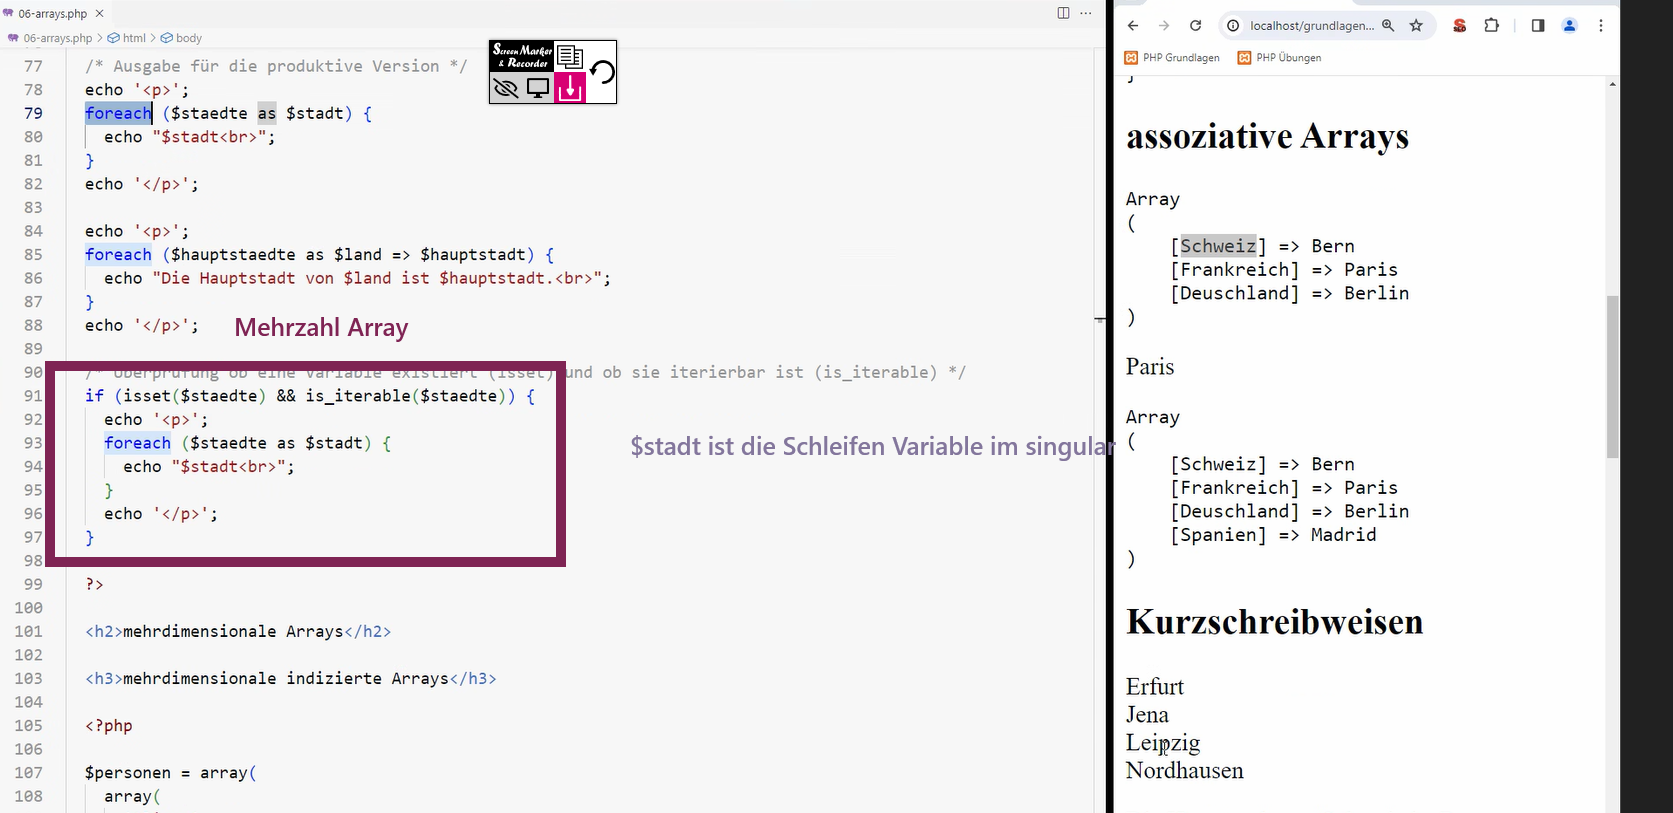 06-arrays.php
06-arrays.php > html > body
77 /* Ausgabe für die produktive Version */
78 echo '<p>';
79 foreach ($staedte as $stadt) {
80 echo "$stadt<br>";
81 }
82 echo '</p>';
83
84 echo '<p>';
85 foreach ($hauptstaedte as $land => $hauptstadt) {
86 echo "Die Hauptstadt von $land ist $hauptstadt.<br>";
87 }
88 echo '</p>';
Mehrzahl Array
89
90 /* Überprüfung ob eine Variable existiert (isset) und ob sie iterierbar ist (is_iterable) */
91 if (isset($staedte) && is_iterable($staedte)) {
92 echo '<p>';
93 foreach ($staedte as $stadt) {
$stadt ist die Schleifen Variable im singular
94 echo "$stadt<br>";
95 }
96 echo '</p>';
97 }
98
99 ?>
100
101 <h2>mehrdimensionale Arrays</h2>
102
103 <h3>mehrdimensionale indizierte Arrays</h3>
104
105 <?php
106
107 $personen = array(
108 array(
Screen Marker
& Recorder
localhost/grundlagen...
PHP Grundlagen
PHP Übungen
assoziative Arrays
Array
(
[Schweiz] => Bern
[Frankreich] => Paris
[Deuschland] => Berlin
)
Paris
Array
(
[Schweiz] => Bern
[Frankreich] => Paris
[Deuschland] => Berlin
[Spanien] => Madrid
)
Kurzschreibweisen
Erfurt
Jena
Leipzig
Nordhausen